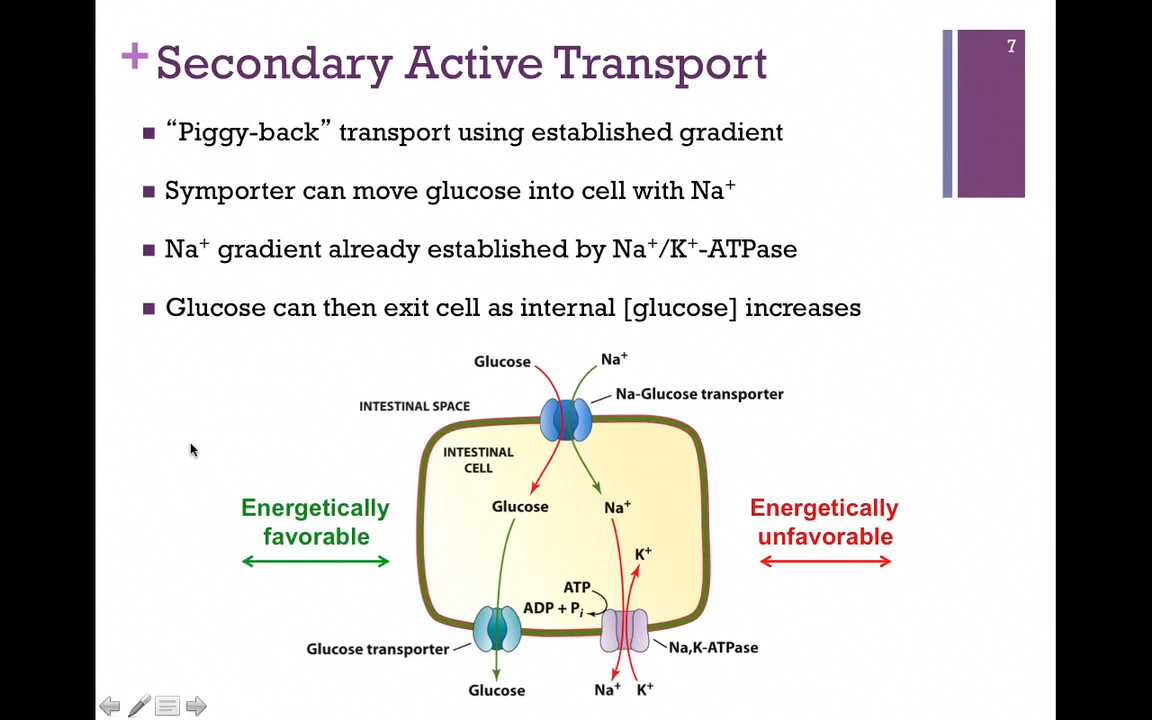 7
+ Secondary Active Transport
■ “Piggy-back” transport using established gradient
■ Symporter can move glucose into cell with Na⁺
■ Na⁺ gradient already established by Na⁺/K⁺-ATPase
■ Glucose can then exit cell as internal [glucose] increases
Glucose
Na⁺
Na-Glucose transporter
INTESTINAL SPACE
INTESTINAL
CELL
Energetically
favorable
Glucose
Na⁺
Energetically
unfavorable
K⁺
ATP
ADP + Pᵢ
Glucose transporter
Na,K-ATPase
Glucose
Na⁺
K⁺